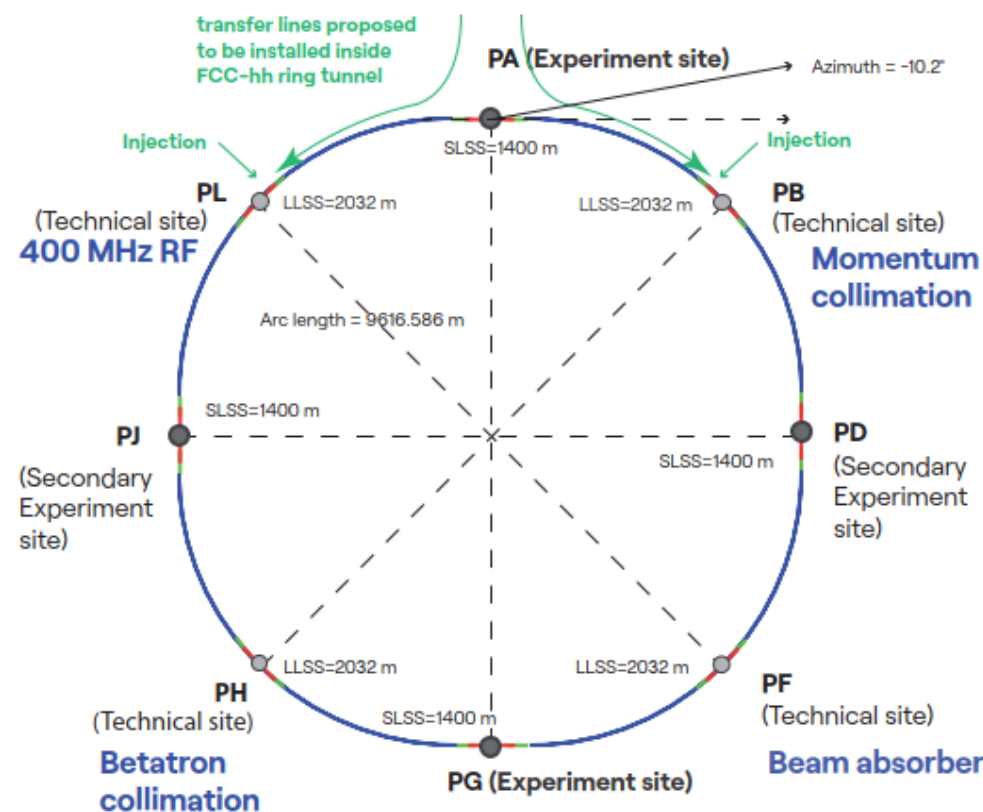 transfer lines proposed
to be installed inside
FCC-hh ring tunnel
PA (Experiment site)
Azimuth = -10.2°
Injection
Injection
SLSS=1400 m
PL
(Technical site)
400 MHz RF
LLSS=2032 m
LLSS=2032 m
PB
(Technical site)
Momentum
collimation
Arc length = 9616.586 m
SLSS=1400 m
PJ
(Secondary
Experiment
site)
SLSS=1400 m
PD
(Secondary
Experiment
site)
LLSS=2032 m
LLSS=2032 m
PH
(Technical site)
Betatron
collimation
SLSS=1400 m
PG (Experiment site)
PF
(Technical site)
Beam absorber